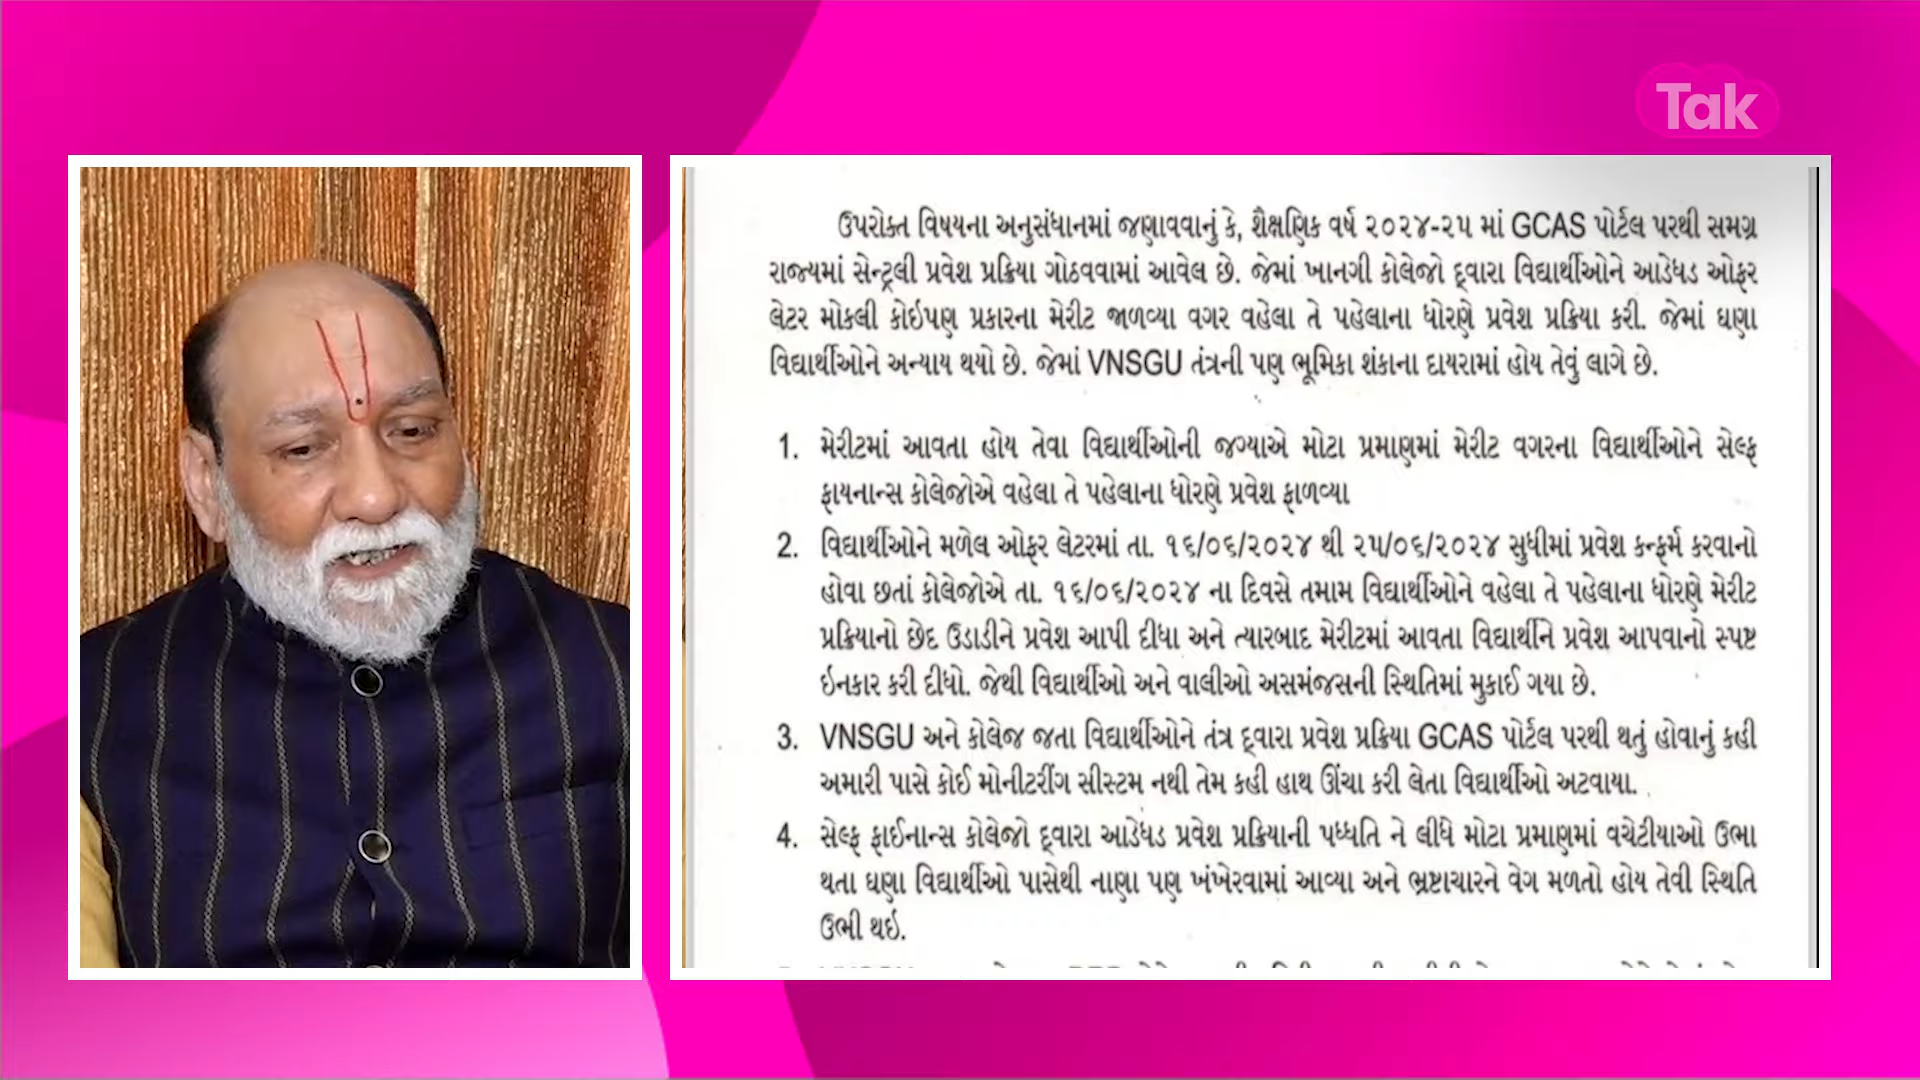 Tak
ઉપરોક્ત વિષયના અનુસંધાનમાં જણાવવાનું કે, શૈક્ષણિક વર્ષ ૨૦૨૪-૨૫ માં GCAS પોર્ટલ પરથી સમગ્ર
રાજ્યમાં સેન્ટ્રલી પ્રવેશ પ્રક્રિયા ગોઠવવામાં આવેલ છે. જેમાં ખાનગી કોલેજો દ્વારા વિદ્યાર્થીઓને આડેધડ ઓફર
લેટર મોકલી કોઇપણ પ્રકારના મેરીટ જાળવ્યા વગર વહેલા તે પહેલાના ધોરણે પ્રવેશ પ્રક્રિયા કરી. જેમાં ઘણા
વિદ્યાર્થીઓને અન્યાય થયો છે. જેમાં VNSGU તંત્રની પણ ભૂમિકા શંકાના દાયરામાં હોય તેવું લાગે છે.
1. મેરીટમાં આવતા હોય તેવા વિદ્યાર્થીઓની જગ્યાએ મોટા પ્રમાણમાં મેરીટ વગરના વિદ્યાર્થીઓને સેલ્ફ
ફાયનાન્સ કોલેજોએ વહેલા તે પહેલાના ધોરણે પ્રવેશ ફાળવ્યા
2. વિદ્યાર્થીઓને મળેલ ઓફર લેટરમાં તા. ૧૬/૦૬/૨૦૨૪ થી ૨૫/૦૬/૨૦૨૪ સુધીમાં પ્રવેશ કન્ફર્મ કરવાનો
હોવા છતાં કોલેજોએ તા. ૧૬/૦૬/૨૦૨૪ ના દિવસે તમામ વિદ્યાર્થીઓને વહેલા તે પહેલાના ધોરણે મેરીટ
પ્રક્રિયાનો છેદ ઉડાડીને પ્રવેશ આપી દીધા અને ત્યારબાદ મેરીટમાં આવતા વિદ્યાર્થીને પ્રવેશ આપવાનો સ્પષ્ટ
ઇનકાર કરી દીધો. જેથી વિદ્યાર્થીઓ અને વાલીઓ અસમંજસની સ્થિતિમાં મુકાઈ ગયા છે.
3. VNSGU અને કોલેજ જતા વિદ્યાર્થીઓને તંત્ર દ્વારા પ્રવેશ પ્રક્રિયા GCAS પોર્ટલ પરથી થતું હોવાનું કહી
અમારી પાસે કોઈ મોનીટરીંગ સીસ્ટમ નથી તેમ કહી હાથ ઊંચા કરી લેતા વિદ્યાર્થીઓ અટવાયા.
4. સેલ્ફ ફાઈનાન્સ કોલેજો દ્વારા આડેધડ પ્રવેશ પ્રક્રિયાની પધ્ધતિ ને લીધે મોટા પ્રમાણમાં વચેટીયાઓ ઉભા
થતા ઘણા વિદ્યાર્થીઓ પાસેથી નાણા પણ ખંખેરવામાં આવ્યા અને ભ્રષ્ટાચારને વેગ મળતો હોય તેવી સ્થિતિ
ઉભી થઇ.